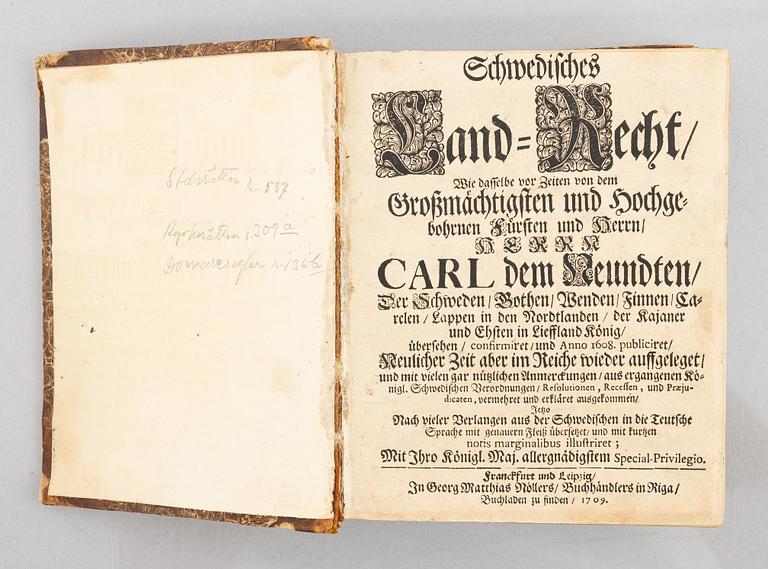 Stadsrätten s. 537
Kyrkorätten s. 309 a
Domareregler s. 136 b
Schwedisches
Land-Recht/
Wie dasselbe vor Zeiten von dem
Großmächtigsten und Hochge-
bohrnen Fürsten und Herrn/
HERRN
CARL dem Neundten/
Der Schweden/ Gothen/ Wenden/ Finnen/ Ca-
relen/ Lappen in den Nordtlanden/ der Kajaner
und Ehsten in Lieffland König/
übersehen/ confirmiret/ und Anno 1608. publiciret/
Neulicher Zeit aber im Reiche wieder auffgeleget/
und mit vielen gar nützlichen Anmerckungen/ aus ergangenen Kö-
nigl. Schwedischen Verordnungen/ Resolutionen, Recessen, und Præju-
dicaten, vermehret und erkläret ausgekommen/
Jetzo
Nach vieler Verlangen aus der Schwedischen in die Teutsche
Sprache mit genauern Fleiß übersetzet/ und mit kurtzen
notis marginalibus illustriret;
Mit Ihro Königl. Maj. allergnädigstem Special-Privilegio.
Franckfurt und Leipzig/
In Georg Matthias Nöllers/ Buchhändlers in Riga/
Buchladen zu finden/ 1709.